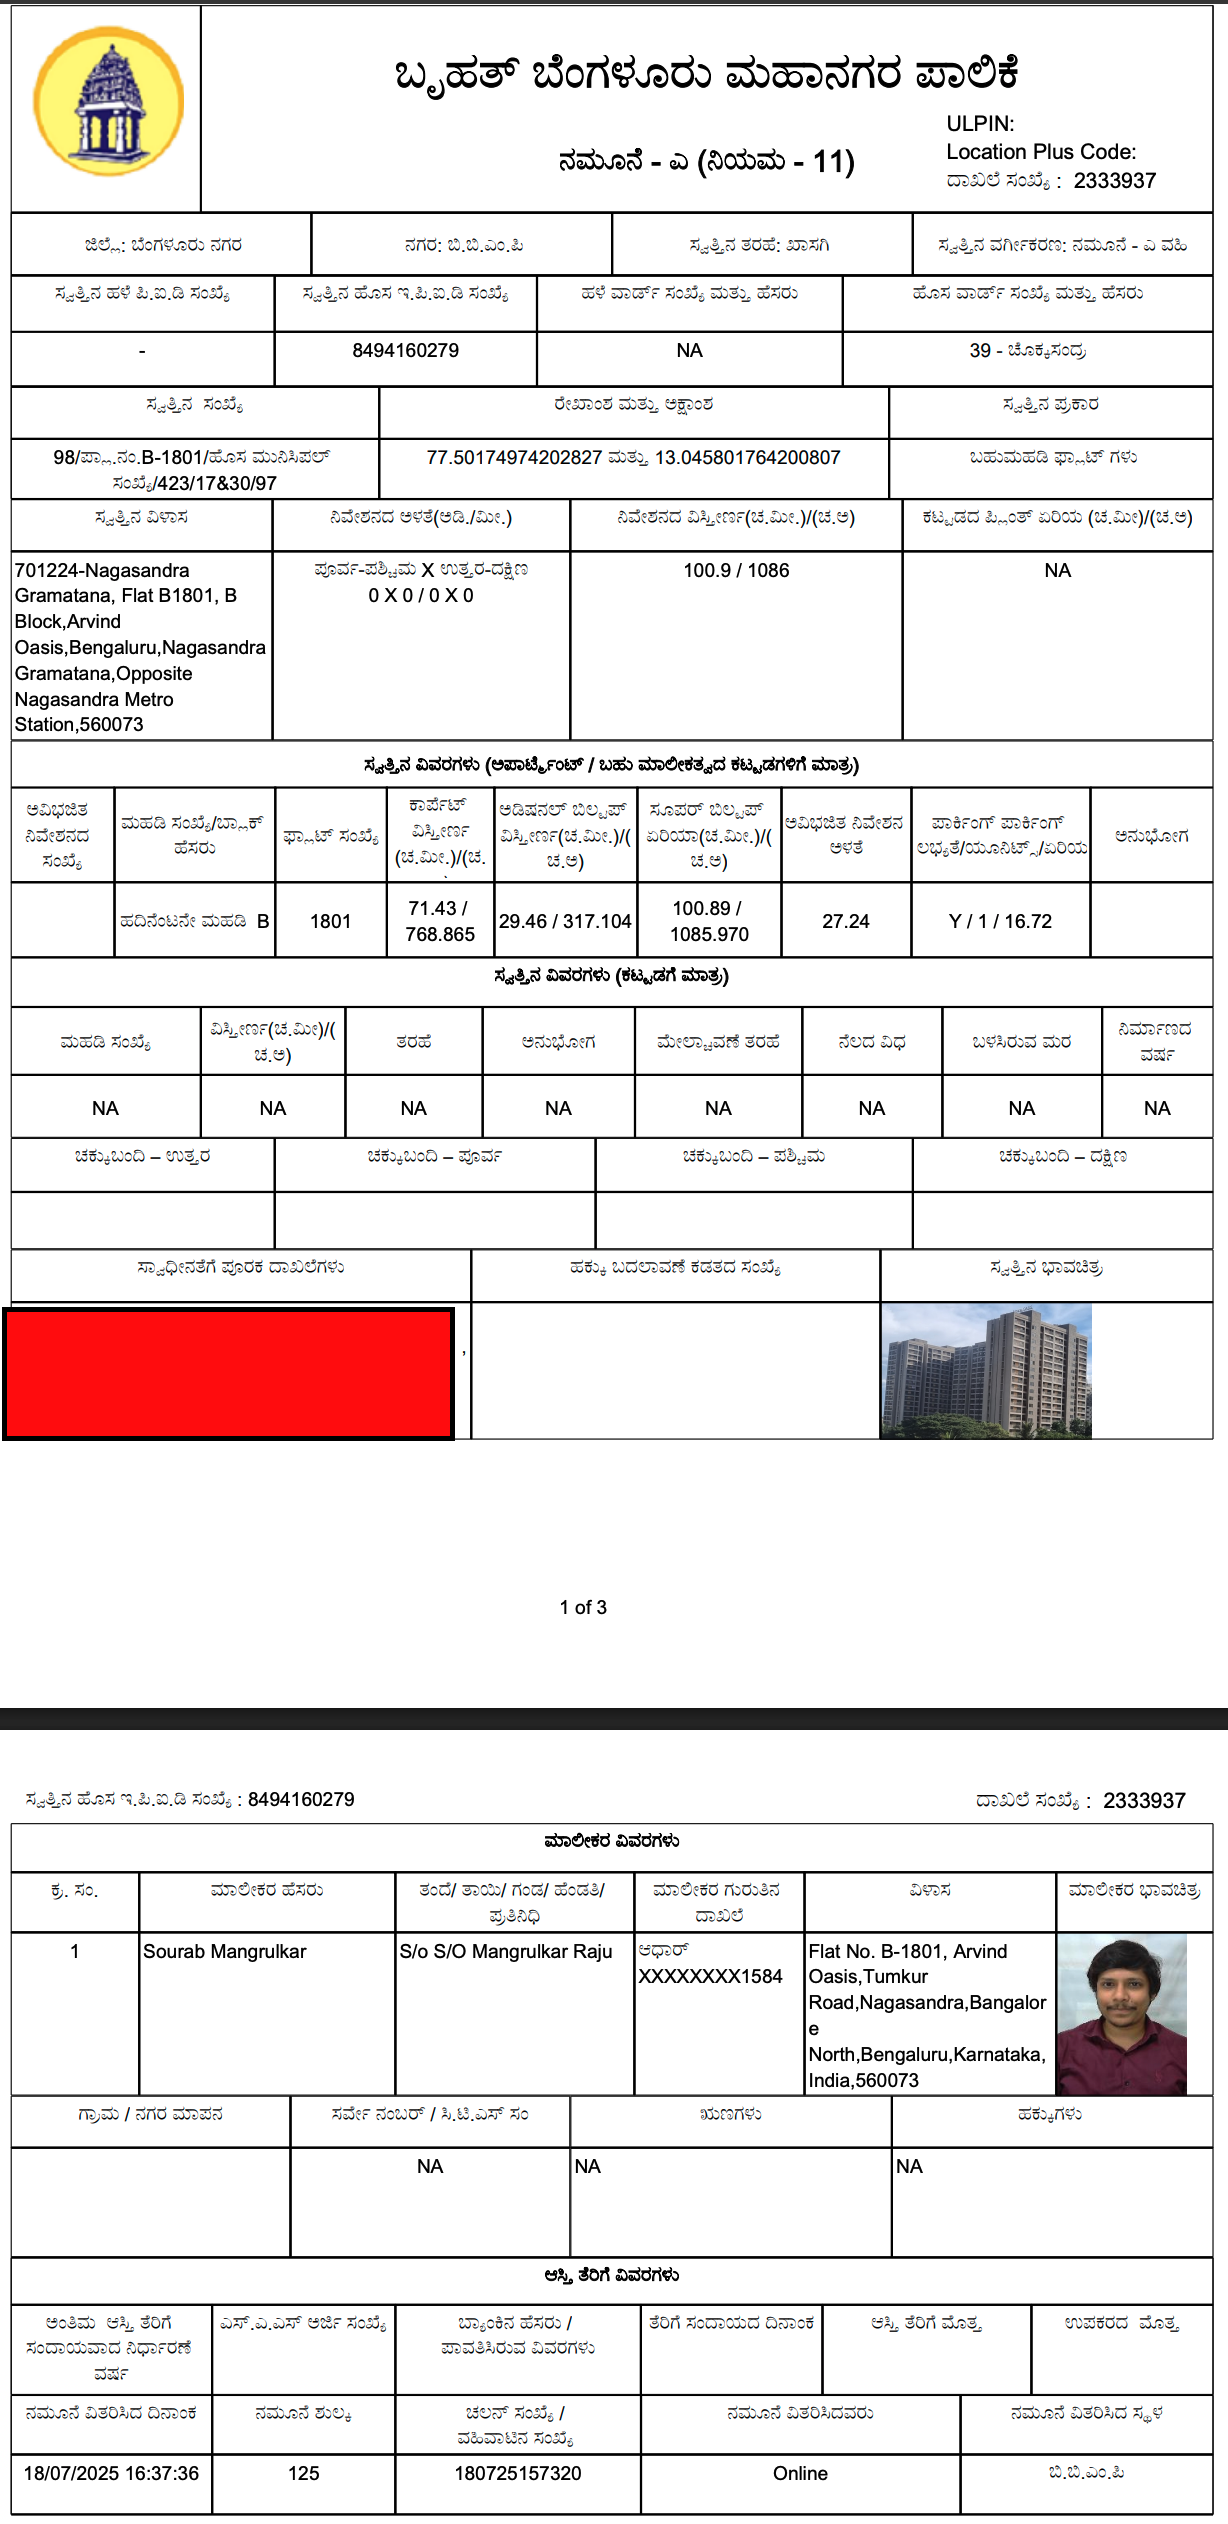 ಬೃಹತ್ ಬೆಂಗಳೂರು ಮಹಾನಗರ ಪಾಲಿಕೆ
ನಮೂನೆ - ಎ (ನಿಯಮ - 11)
ULPIN:
Location Plus Code:
ದಾಖಲೆ ಸಂಖ್ಯೆ : 2333937
ಜಿಲ್ಲೆ: ಬೆಂಗಳೂರು ನಗರ
ನಗರ: ಬಿ.ಬಿ.ಎಂ.ಪಿ
ಸ್ವತ್ತಿನ ತರಹೆ: ಖಾಸಗಿ
ಸ್ವತ್ತಿನ ವರ್ಗೀಕರಣ: ನಮೂನೆ - ಎ ವಹಿ
ಸ್ವತ್ತಿನ ಹಳೆ ಪಿ.ಐ.ಡಿ ಸಂಖ್ಯೆ
ಸ್ವತ್ತಿನ ಹೊಸ ಇ.ಪಿ.ಐ.ಡಿ ಸಂಖ್ಯೆ
ಹಳೆ ವಾರ್ಡ್ ಸಂಖ್ಯೆ ಮತ್ತು ಹೆಸರು
ಹೊಸ ವಾರ್ಡ್ ಸಂಖ್ಯೆ ಮತ್ತು ಹೆಸರು
-
8494160279
NA
39 - ಚೊಕ್ಕಸಂದ್ರ
ಸ್ವತ್ತಿನ ಸಂಖ್ಯೆ
ರೇಖಾಂಶ ಮತ್ತು ಅಕ್ಷಾಂಶ
ಸ್ವತ್ತಿನ ಪ್ರಕಾರ
98/ಪ್ಲಾ.ನಂ.B-1801/ಹೊಸ ಮುನಿಸಿಪಲ್
ಸಂಖ್ಯೆ/423/17&30/97
77.50174974202827 ಮತ್ತು 13.045801764200807
ಬಹುಮಹಡಿ ಫ್ಲಾಟ್ ಗಳು
ಸ್ವತ್ತಿನ ವಿಳಾಸ
ನಿವೇಶನದ ಅಳತೆ(ಅಡಿ./ಮೀ.)
ನಿವೇಶನದ ವಿಸ್ತೀರ್ಣ(ಚ.ಮೀ.)/(ಚ.ಅ)
ಕಟ್ಟಡದ ಪ್ಲಿಂತ್ ಏರಿಯ (ಚ.ಮೀ)/(ಚ.ಅ)
701224-Nagasandra
Gramatana, Flat B1801, B
Block,Arvind
Oasis,Bengaluru,Nagasandra
Gramatana,Opposite
Nagasandra Metro
Station,560073
ಪೂರ್ವ-ಪಶ್ಚಿಮ X ಉತ್ತರ-ದಕ್ಷಿಣ
0 X 0 / 0 X 0
100.9 / 1086
NA
ಸ್ವತ್ತಿನ ವಿವರಗಳು (ಅಪಾರ್ಟ್ಮೆಂಟ್ / ಬಹು ಮಾಲೀಕತ್ವದ ಕಟ್ಟಡಗಳಿಗೆ ಮಾತ್ರ)
ಅವಿಭಜಿತ
ನಿವೇಶನದ
ಸಂಖ್ಯೆ
ಮಹಡಿ ಸಂಖ್ಯೆ/ಬ್ಲಾಕ್
ಹೆಸರು
ಫ್ಲಾಟ್ ಸಂಖ್ಯೆ
ಕಾರ್ಪೆಟ್
ವಿಸ್ತೀರ್ಣ
(ಚ.ಮೀ.)/(ಚ.
ಅಡಿಷನಲ್ ಬಿಲ್ಟಪ್
ವಿಸ್ತೀರ್ಣ(ಚ.ಮೀ.)/(
ಚ.ಅ)
ಸೂಪರ್ ಬಿಲ್ಟಪ್
ಏರಿಯಾ(ಚ.ಮೀ.)/(
ಚ.ಅ)
ಅವಿಭಜಿತ ನಿವೇಶನ
ಅಳತೆ
ಪಾರ್ಕಿಂಗ್ ಪಾರ್ಕಿಂಗ್
ಲಭ್ಯತೆ/ಯೂನಿಟ್ಸ್/ಏರಿಯ
ಅನುಭೋಗ
ಹದಿನೆಂಟನೇ ಮಹಡಿ B
1801
71.43 /
768.865
29.46 / 317.104
100.89 /
1085.970
27.24
Y / 1 / 16.72
ಸ್ವತ್ತಿನ ವಿವರಗಳು (ಕಟ್ಟಡಗೆ ಮಾತ್ರ)
ಮಹಡಿ ಸಂಖ್ಯೆ
ವಿಸ್ತೀರ್ಣ(ಚ.ಮೀ)/(
ಚ.ಅ)
ತರಹೆ
ಅನುಭೋಗ
ಮೇಲ್ಚಾವಣೆ ತರಹೆ
ನೆಲದ ವಿಧ
ಬಳಸಿರುವ ಮರ
ನಿರ್ಮಾಣದ
ವರ್ಷ
NA
NA
NA
NA
NA
NA
NA
NA
ಚಕ್ಕುಬಂದಿ – ಉತ್ತರ
ಚಕ್ಕುಬಂದಿ – ಪೂರ್ವ
ಚಕ್ಕುಬಂದಿ – ಪಶ್ಚಿಮ
ಚಕ್ಕುಬಂದಿ – ದಕ್ಷಿಣ
ಸ್ವಾಧೀನತೆಗೆ ಪೂರಕ ದಾಖಲೆಗಳು
ಹಕ್ಕು ಬದಲಾವಣೆ ಕಡತದ ಸಂಖ್ಯೆ
ಸ್ವತ್ತಿನ ಭಾವಚಿತ್ರ
,
1 of 3
ಸ್ವತ್ತಿನ ಹೊಸ ಇ.ಪಿ.ಐ.ಡಿ ಸಂಖ್ಯೆ : 8494160279
ದಾಖಲೆ ಸಂಖ್ಯೆ : 2333937
ಮಾಲೀಕರ ವಿವರಗಳು
ಕ್ರ. ಸಂ.
ಮಾಲೀಕರ ಹೆಸರು
ತಂದೆ/ ತಾಯಿ/ ಗಂಡ/ ಹೆಂಡತಿ/
ಪ್ರತಿನಿಧಿ
ಮಾಲೀಕರ ಗುರುತಿನ
ದಾಖಲೆ
ವಿಳಾಸ
ಮಾಲೀಕರ ಭಾವಚಿತ್ರ
1
Sourab Mangrulkar
S/o S/O Mangrulkar Raju
ಆಧಾರ್
XXXXXXXX1584
Flat No. B-1801, Arvind
Oasis,Tumkur
Road,Nagasandra,Bangalor
e
North,Bengaluru,Karnataka,
India,560073
ಗ್ರಾಮ / ನಗರ ಮಾಪನ
ಸರ್ವೇ ನಂಬರ್ / ಸಿ.ಟಿ.ಎಸ್ ಸಂ
ಋಣಗಳು
ಹಕ್ಕುಗಳು
NA
NA
NA
ಆಸ್ತಿ ತೆರಿಗೆ ವಿವರಗಳು
ಅಂತಿಮ ಆಸ್ತಿ ತೆರಿಗೆ
ಸಂದಾಯವಾದ ನಿರ್ಧಾರಣೆ
ವರ್ಷ
ಎಸ್.ಎ.ಎಸ್ ಅರ್ಜಿ ಸಂಖ್ಯೆ
ಬ್ಯಾಂಕಿನ ಹೆಸರು /
ಪಾವತಿಸಿರುವ ವಿವರಗಳು
ತೆರಿಗೆ ಸಂದಾಯದ ದಿನಾಂಕ
ಆಸ್ತಿ ತೆರಿಗೆ ಮೊತ್ತ
ಉಪಕರದ ಮೊತ್ತ
ನಮೂನೆ ವಿತರಿಸಿದ ದಿನಾಂಕ
ನಮೂನೆ ಶುಲ್ಕ
ಚಲನ್ ಸಂಖ್ಯೆ /
ವಹಿವಾಟಿನ ಸಂಖ್ಯೆ
ನಮೂನೆ ವಿತರಿಸಿದವರು
ನಮೂನೆ ವಿತರಿಸಿದ ಸ್ಥಳ
18/07/2025 16:37:36
125
180725157320
Online
ಬಿ.ಬಿ.ಎಂ.ಪಿ